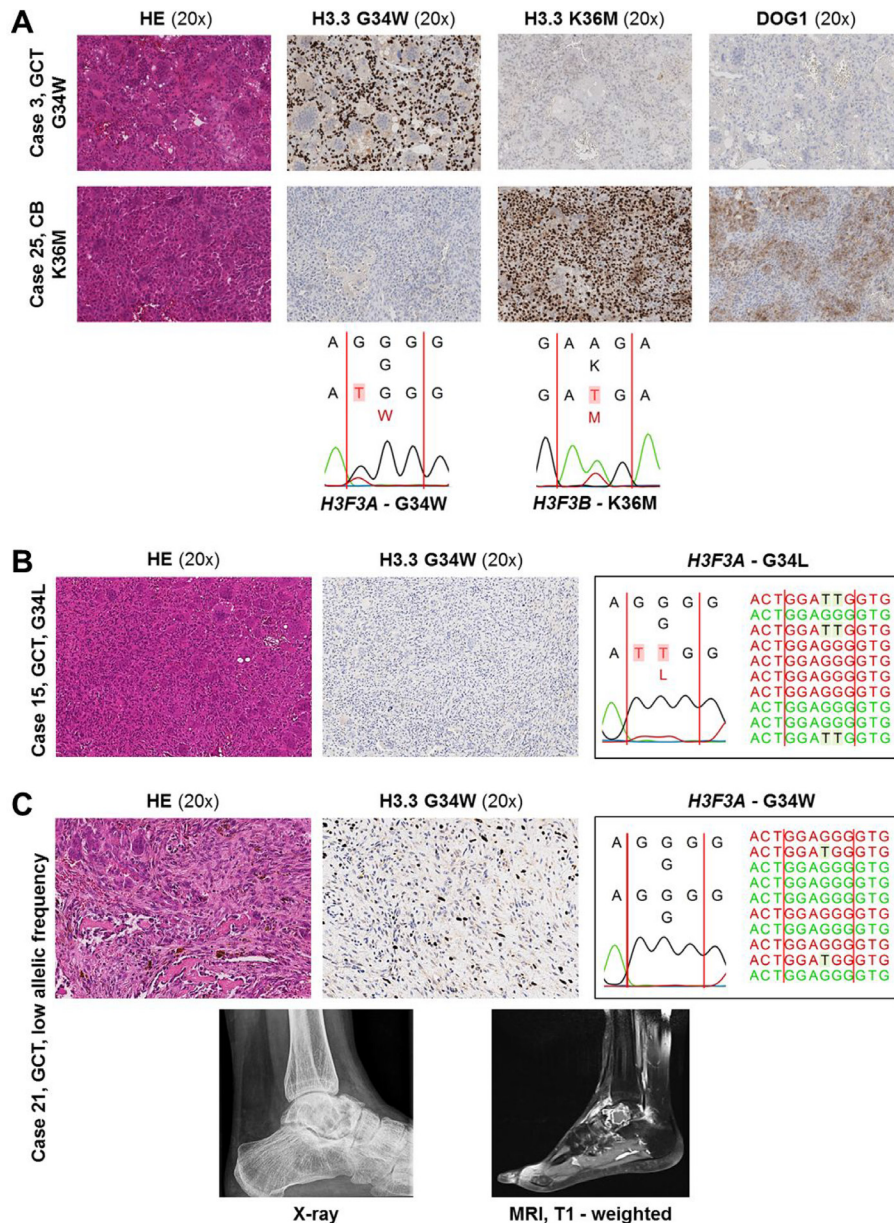 A
HE (20x) H3.3 G34W (20x) H3.3 K36M (20x) DOG1 (20x)
Case 3, GCT
G34W
Case 25, CB
K36M
A G G G G
G
A T G G G
W
H3F3A - G34W
G A A G A
K
G A T G A
M
H3F3B - K36M
B
HE (20x) H3.3 G34W (20x) H3F3A - G34L
Case 15, GCT, G34L
A G G G G
G
A T T G G
L
ACTGGATTGGTG
ACTGGAGGGGTG
ACTGGATTGGTG
ACTGGAGGGGTG
ACTGGAGGGGTG
ACTGGAGGGGTG
ACTGGAGGGGTG
ACTGGAGGGGTG
ACTGGAGGGGTG
ACTGGATTGGTG
C
HE (20x) H3.3 G34W (20x) H3F3A - G34W
Case 21, GCT, low allelic frequency
A G G G G
G
A G G G G
G
ACTGGAGGGGTG
ACTGGATGGGTG
ACTGGAGGGGTG
ACTGGAGGGGTG
ACTGGAGGGGTG
ACTGGAGGGGTG
ACTGGAGGGGTG
ACTGGAGGGGTG
ACTGGATGGGTG
ACTGGAGGGGTG
X-ray MRI, T1 - weighted